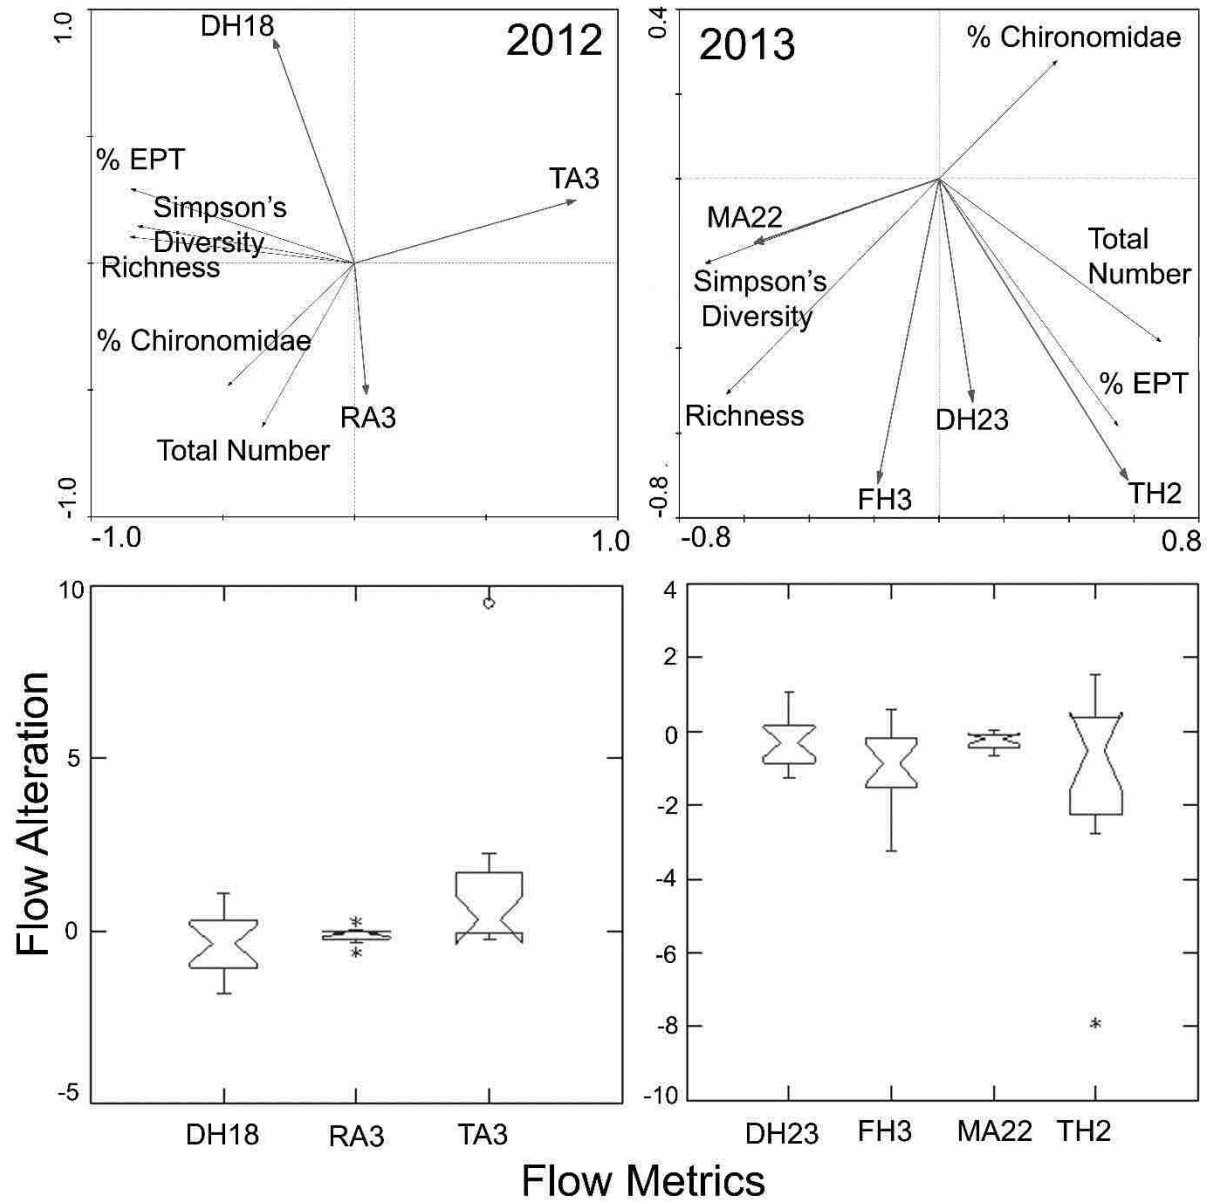 1.0
DH18
2012
% EPT
TA3
Simpson's
Diversity
Richness
% Chironomidae
RA3
Total Number
-1.0
-1.0
1.0
0.4
2013
% Chironomidae
MA22
Total
Number
Simpson's
Diversity
% EPT
Richness
DH23
FH3
TH2
-0.8
-0.8
0.8
Flow Alteration
10
5
0
-5
DH18
RA3
TA3
4
2
0
-2
-4
-6
-8
-10
DH23
FH3
MA22
TH2
Flow Metrics